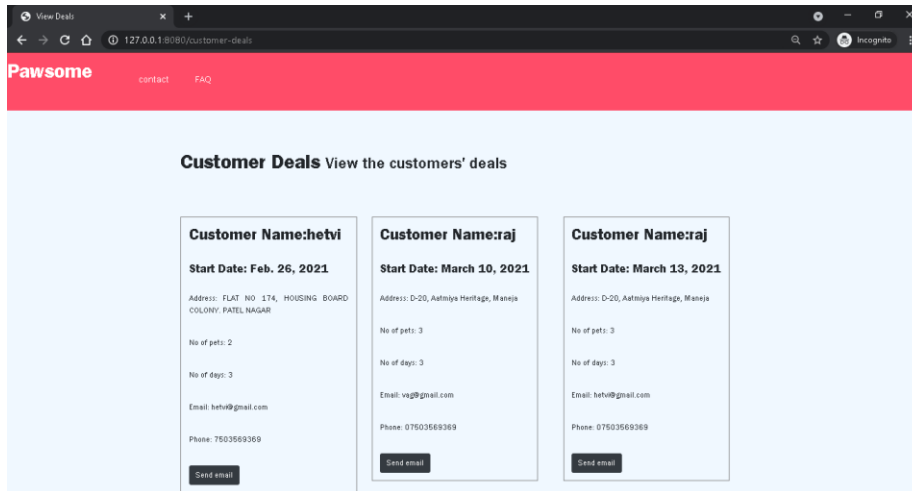 View Deals
127.0.0.1:8080/customer-deals
Incognito
Pawsome
contact
FAQ
Customer Deals View the customers' deals
Customer Name:hetvi
Start Date: Feb. 26, 2021
Address: FLAT NO 174, HOUSING BOARD
COLONY. PATEL NAGAR
No of pets: 2
No of days: 3
Email: hetvi@gmail.com
Phone: 7503569369
Send email
Customer Name:raj
Start Date: March 10, 2021
Address: D-20, Aatmiya Heritage, Maneja
No of pets: 3
No of days: 3
Email: vag@gmail.com
Phone: 07503569369
Send email
Customer Name:raj
Start Date: March 13, 2021
Address: D-20, Aatmiya Heritage, Maneja
No of pets: 3
No of days: 3
Email: hetvi@gmail.com
Phone: 07503569369
Send email